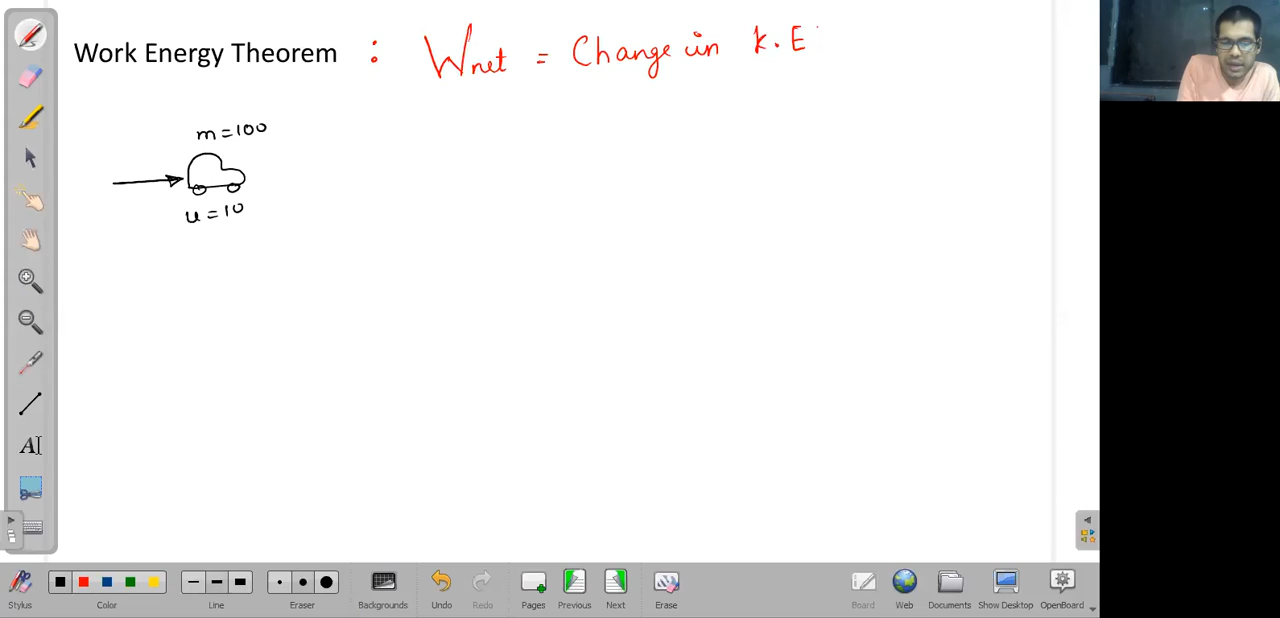 Work Energy Theorem : Wnet = Change in K.E
m = 100
u = 10
A
Stylus Color Line Eraser Backgrounds Undo Redo Pages Previous Next Erase Board Web Documents Show Desktop OpenBoard